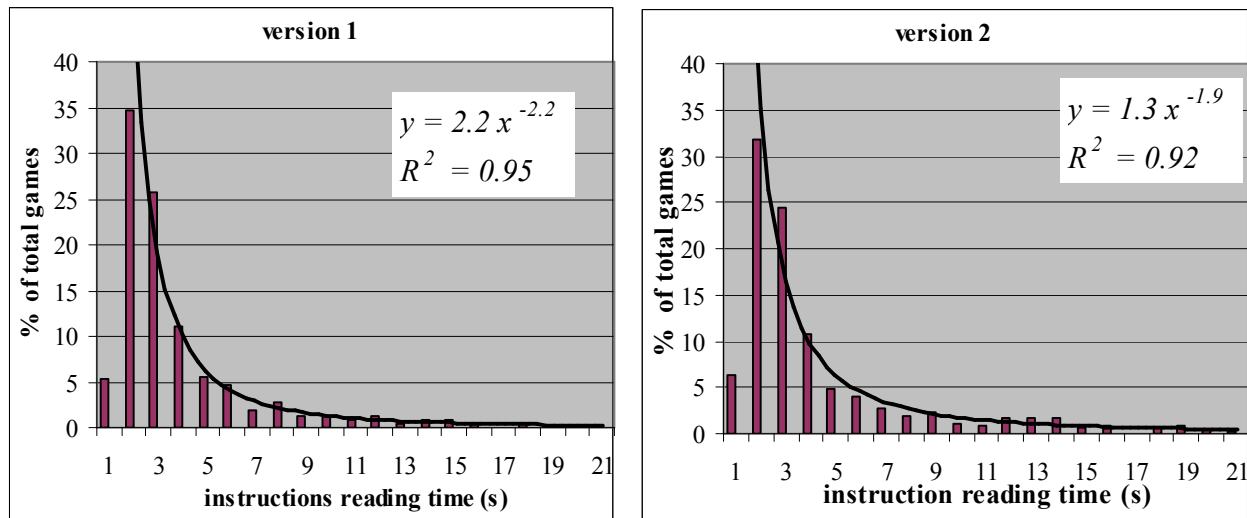 version 1
% of total games
40
35
30
25
20
15
10
5
0
y = 2.2 x^-2.2
R^2 = 0.95
1 3 5 7 9 11 13 15 17 19 21
instructions reading time (s)
version 2
% of total games
40
35
30
25
20
15
10
5
0
y = 1.3 x^-1.9
R^2 = 0.92
1 3 5 7 9 11 13 15 17 19 21
instruction reading time (s)